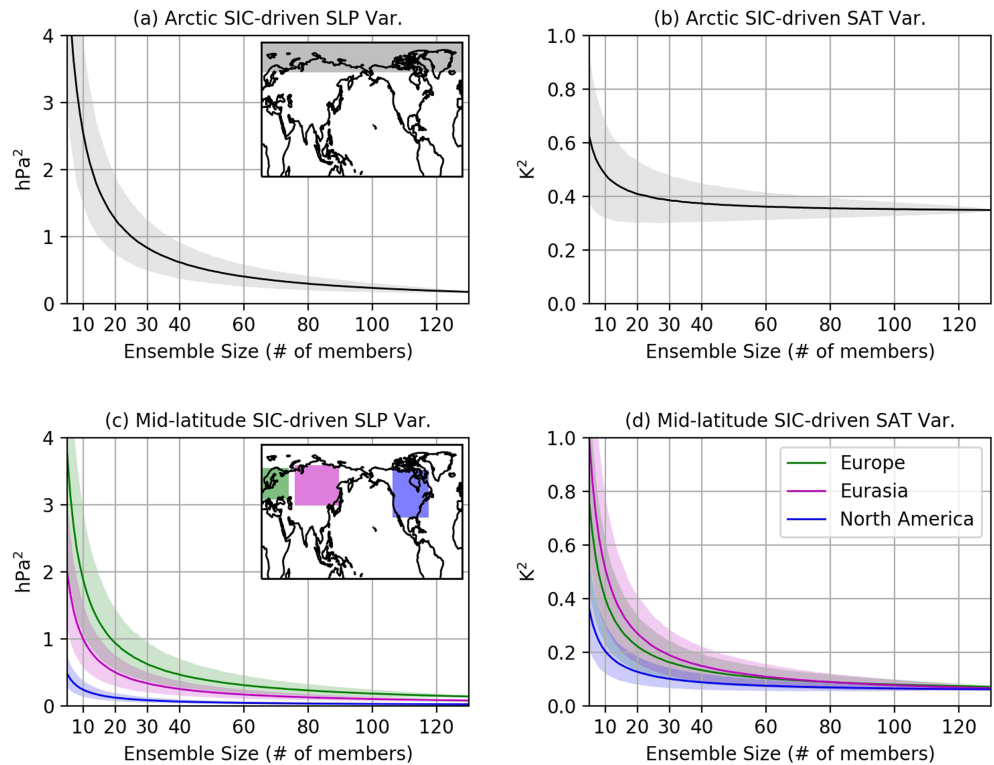 (a) Arctic SIC-driven SLP Var.
4
3
2
1
0
hPa²
10 20 30 40 60 80 100 120
Ensemble Size (# of members)
(b) Arctic SIC-driven SAT Var.
1.0
0.8
0.6
0.4
0.2
0.0
K²
10 20 30 40 60 80 100 120
Ensemble Size (# of members)
(c) Mid-latitude SIC-driven SLP Var.
4
3
2
1
0
hPa²
10 20 30 40 60 80 100 120
Ensemble Size (# of members)
(d) Mid-latitude SIC-driven SAT Var.
1.0
0.8
0.6
0.4
0.2
0.0
K²
Europe
Eurasia
North America
10 20 30 40 60 80 100 120
Ensemble Size (# of members)